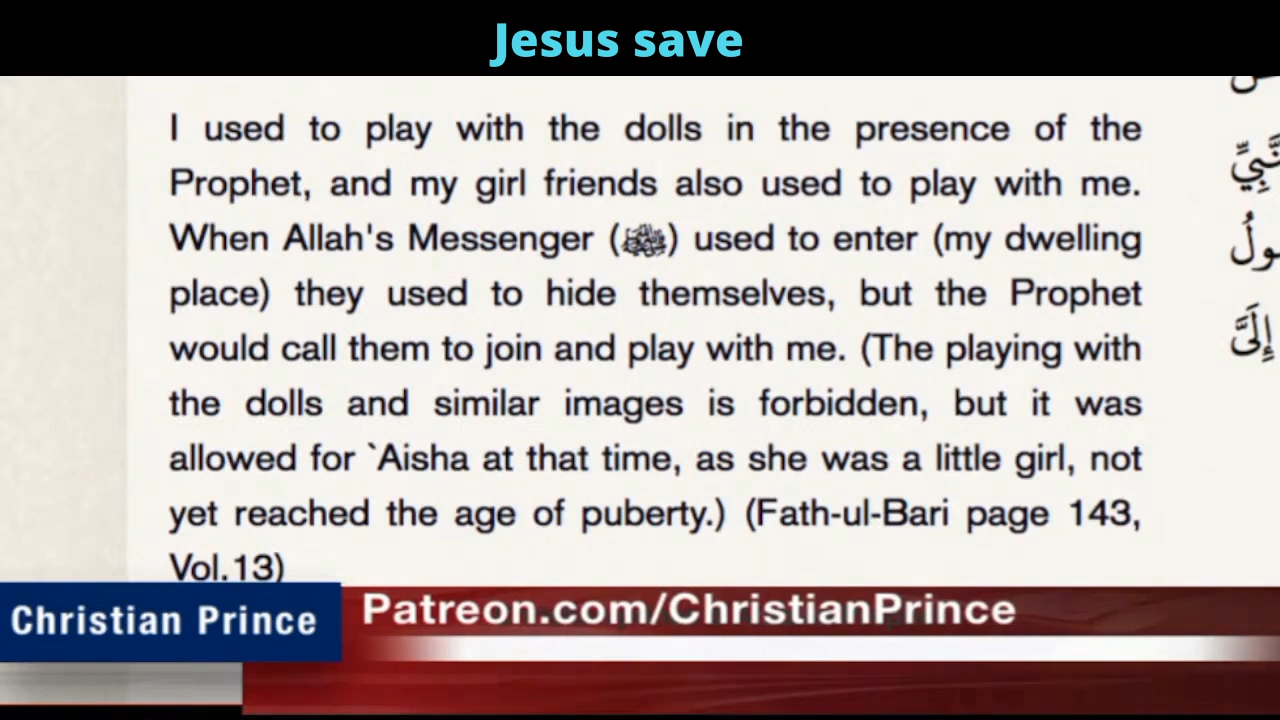 Jesus save
I used to play with the dolls in the presence of the
Prophet, and my girl friends also used to play with me.
When Allah's Messenger (ﷺ) used to enter (my dwelling
place) they used to hide themselves, but the Prophet
would call them to join and play with me. (The playing with
the dolls and similar images is forbidden, but it was
allowed for `Aisha at that time, as she was a little girl, not
yet reached the age of puberty.) (Fath-ul-Bari page 143,
Vol.13)
إِلَىَّ
Christian Prince
Patreon.com/ChristianPrince